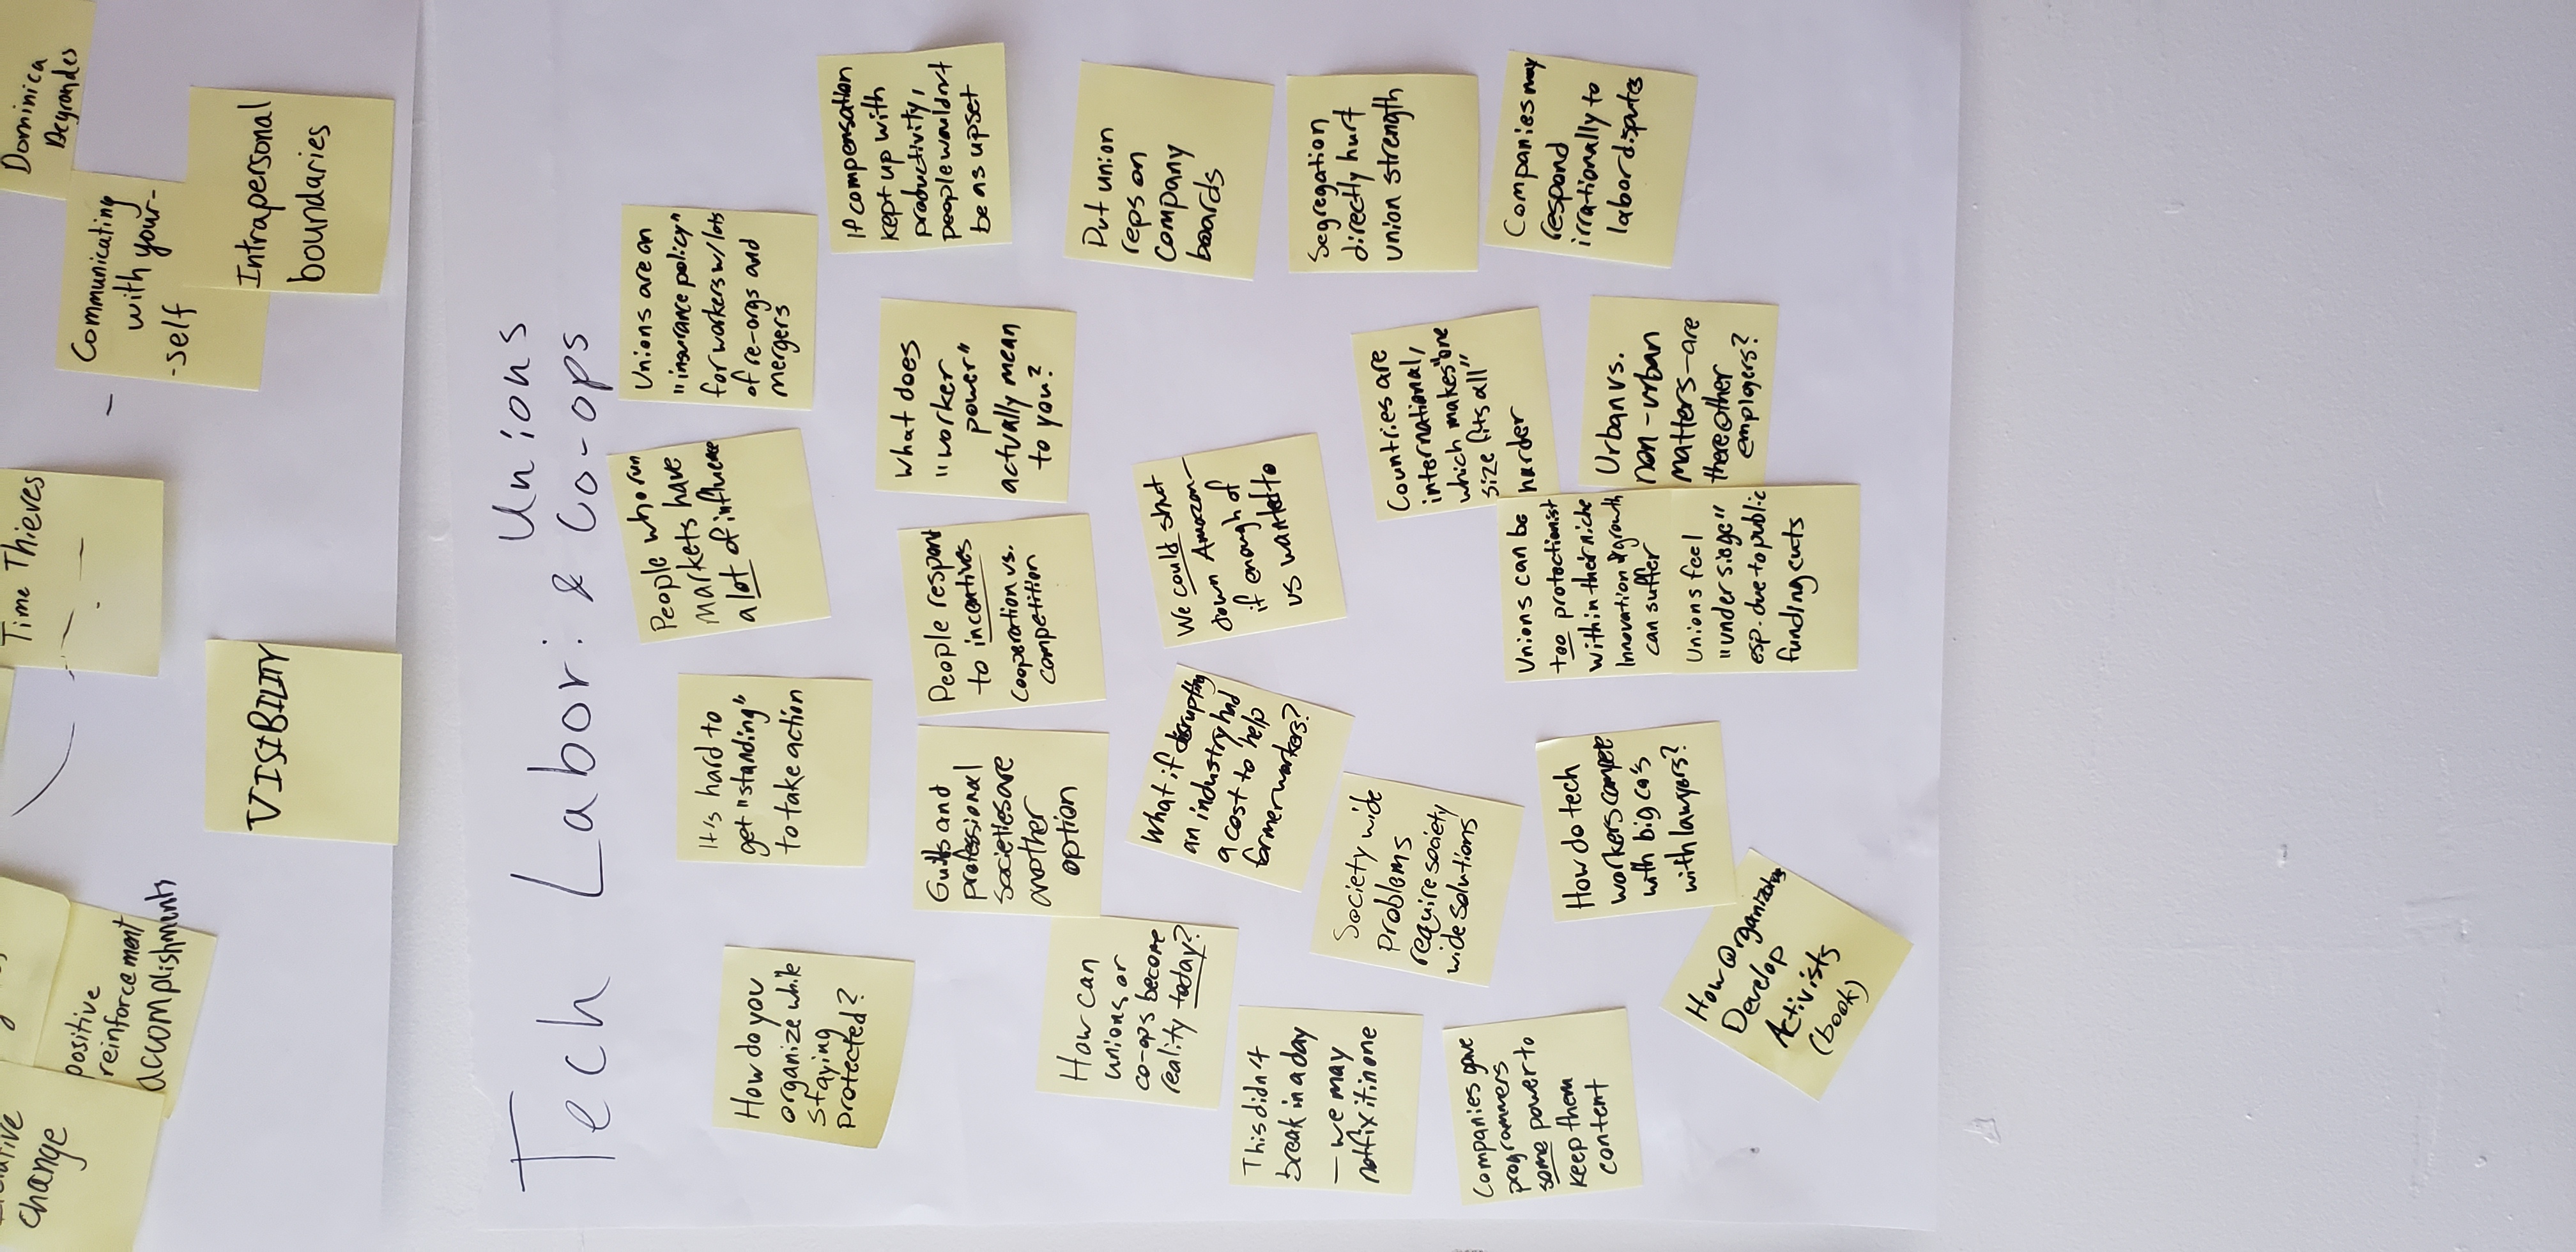 change
positive
reinforcement
accomplishments
Time Thieves
Dominica
Degrandes
Communicating
with your-
-self
Intrapersonal
boundaries
VISIBILITY
Tech Labor: Unions
& Co-ops
People who run
markets have
a lot of influence
Unions are an
"insurance policy"
for workers w/ lots
of re-orgs and
mergers
It's hard to
get "standing"
to take action
How do you
organize while
staying
protected?
If compensation
kept up with
productivity,
people wouldn't
be as upset
What does
"worker
power"
actually mean
to you?
People respond
to incentives
cooperation vs.
competition
Guilds and
professional
societies are
another
option
How can
unions or
co-ops become
reality today?
Put union
reps on
company
boards
What if disrupting
an industry had
a cost to help
former workers?
We could shut
down Amazon—
if enough of
us wanted to
This didn't
break in a day
— we may
not fix it in one
Segregation
directly hurt
union strength
Society wide
problems
require society
wide solutions
Countries are
international,
which makes "one
size fits all"
harder
Companies gave
programmers
some power to
keep them
content
Companies may
respond
irrationally to
labor disputes
Unions can be
too protectionist
within their niche
Innovation & growth
can suffer
How do tech
workers compete
with big co's
with lawyers?
Urban vs.
non-urban
matters—are
there other
employers?
Unions feel
"under siege"
esp. due to public
funding cuts
How Organizations
Develop
Activists
(book)